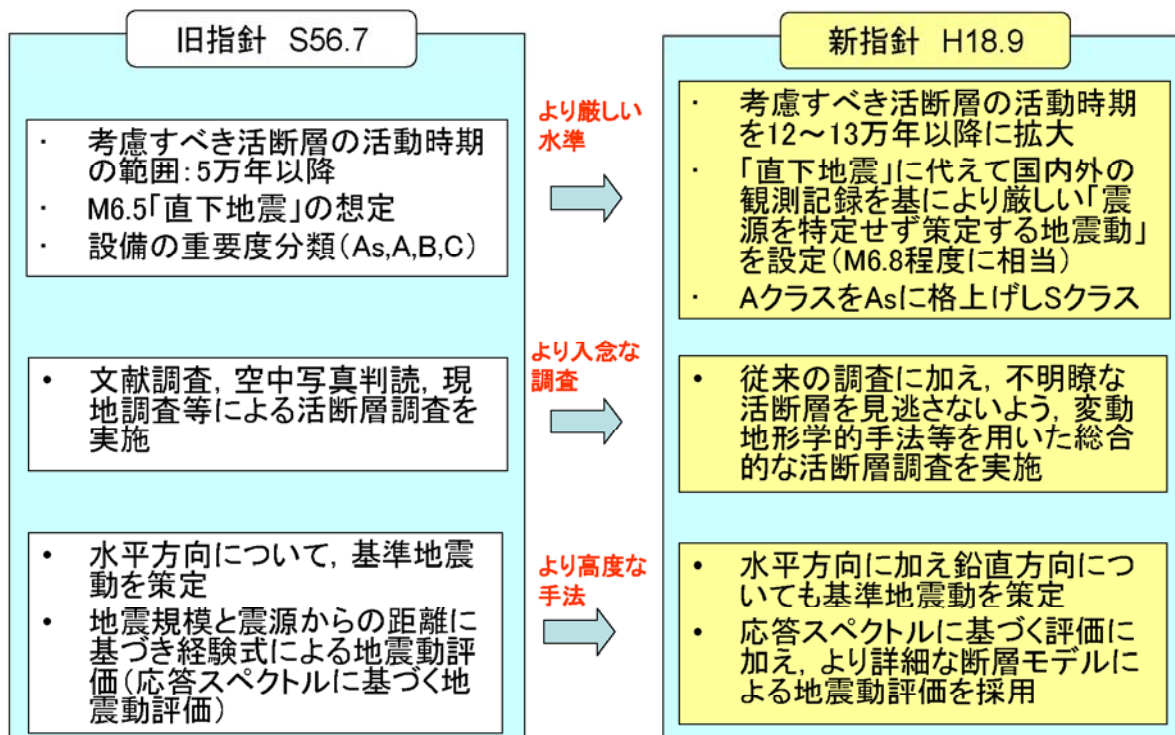 旧指針 S56.7
・ 考慮すべき活断層の活動時期
の範囲：5万年以降
・ M6.5「直下地震」の想定
・ 設備の重要度分類(As,A,B,C)
より厳しい
水準
新指針 H18.9
・ 考慮すべき活断層の活動時期
を12～13万年以降に拡大
・ 「直下地震」に代えて国内外の
観測記録を基により厳しい「震
源を特定せず策定する地震動」
を設定(M6.8程度に相当)
・ AクラスをAsに格上げしSクラス
• 文献調査，空中写真判読，現
地調査等による活断層調査を
実施
より入念な
調査
• 従来の調査に加え，不明瞭な
活断層を見逃さないよう，変動
地形学的手法等を用いた総合
的な活断層調査を実施
• 水平方向について，基準地震
動を策定
• 地震規模と震源からの距離に
基づき経験式による地震動評
価(応答スペクトルに基づく地
震動評価)
より高度な
手法
• 水平方向に加え鉛直方向につ
いても基準地震動を策定
• 応答スペクトルに基づく評価に
加え，より詳細な断層モデルに
よる地震動評価を採用